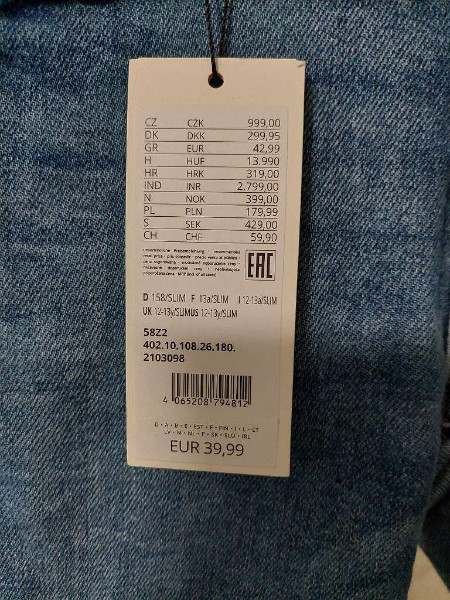 CZ CZK 999,00
DK DKK 299,95
GR EUR 42,99
H HUF 13.990
HR HRK 319,00
IND INR 2.799,00
N NOK 399,00
PL PLN 179,99
S SEK 429,00
CH CHF 59,90
EAC
D 158/SLIM F 13a/SLIM I 12-13a/SLIM
UK 12-13y/SLIM US 12-13y/SLIM
58Z2
402.10.108.26.180.
2103098
4 065208 794812
EUR 39,99